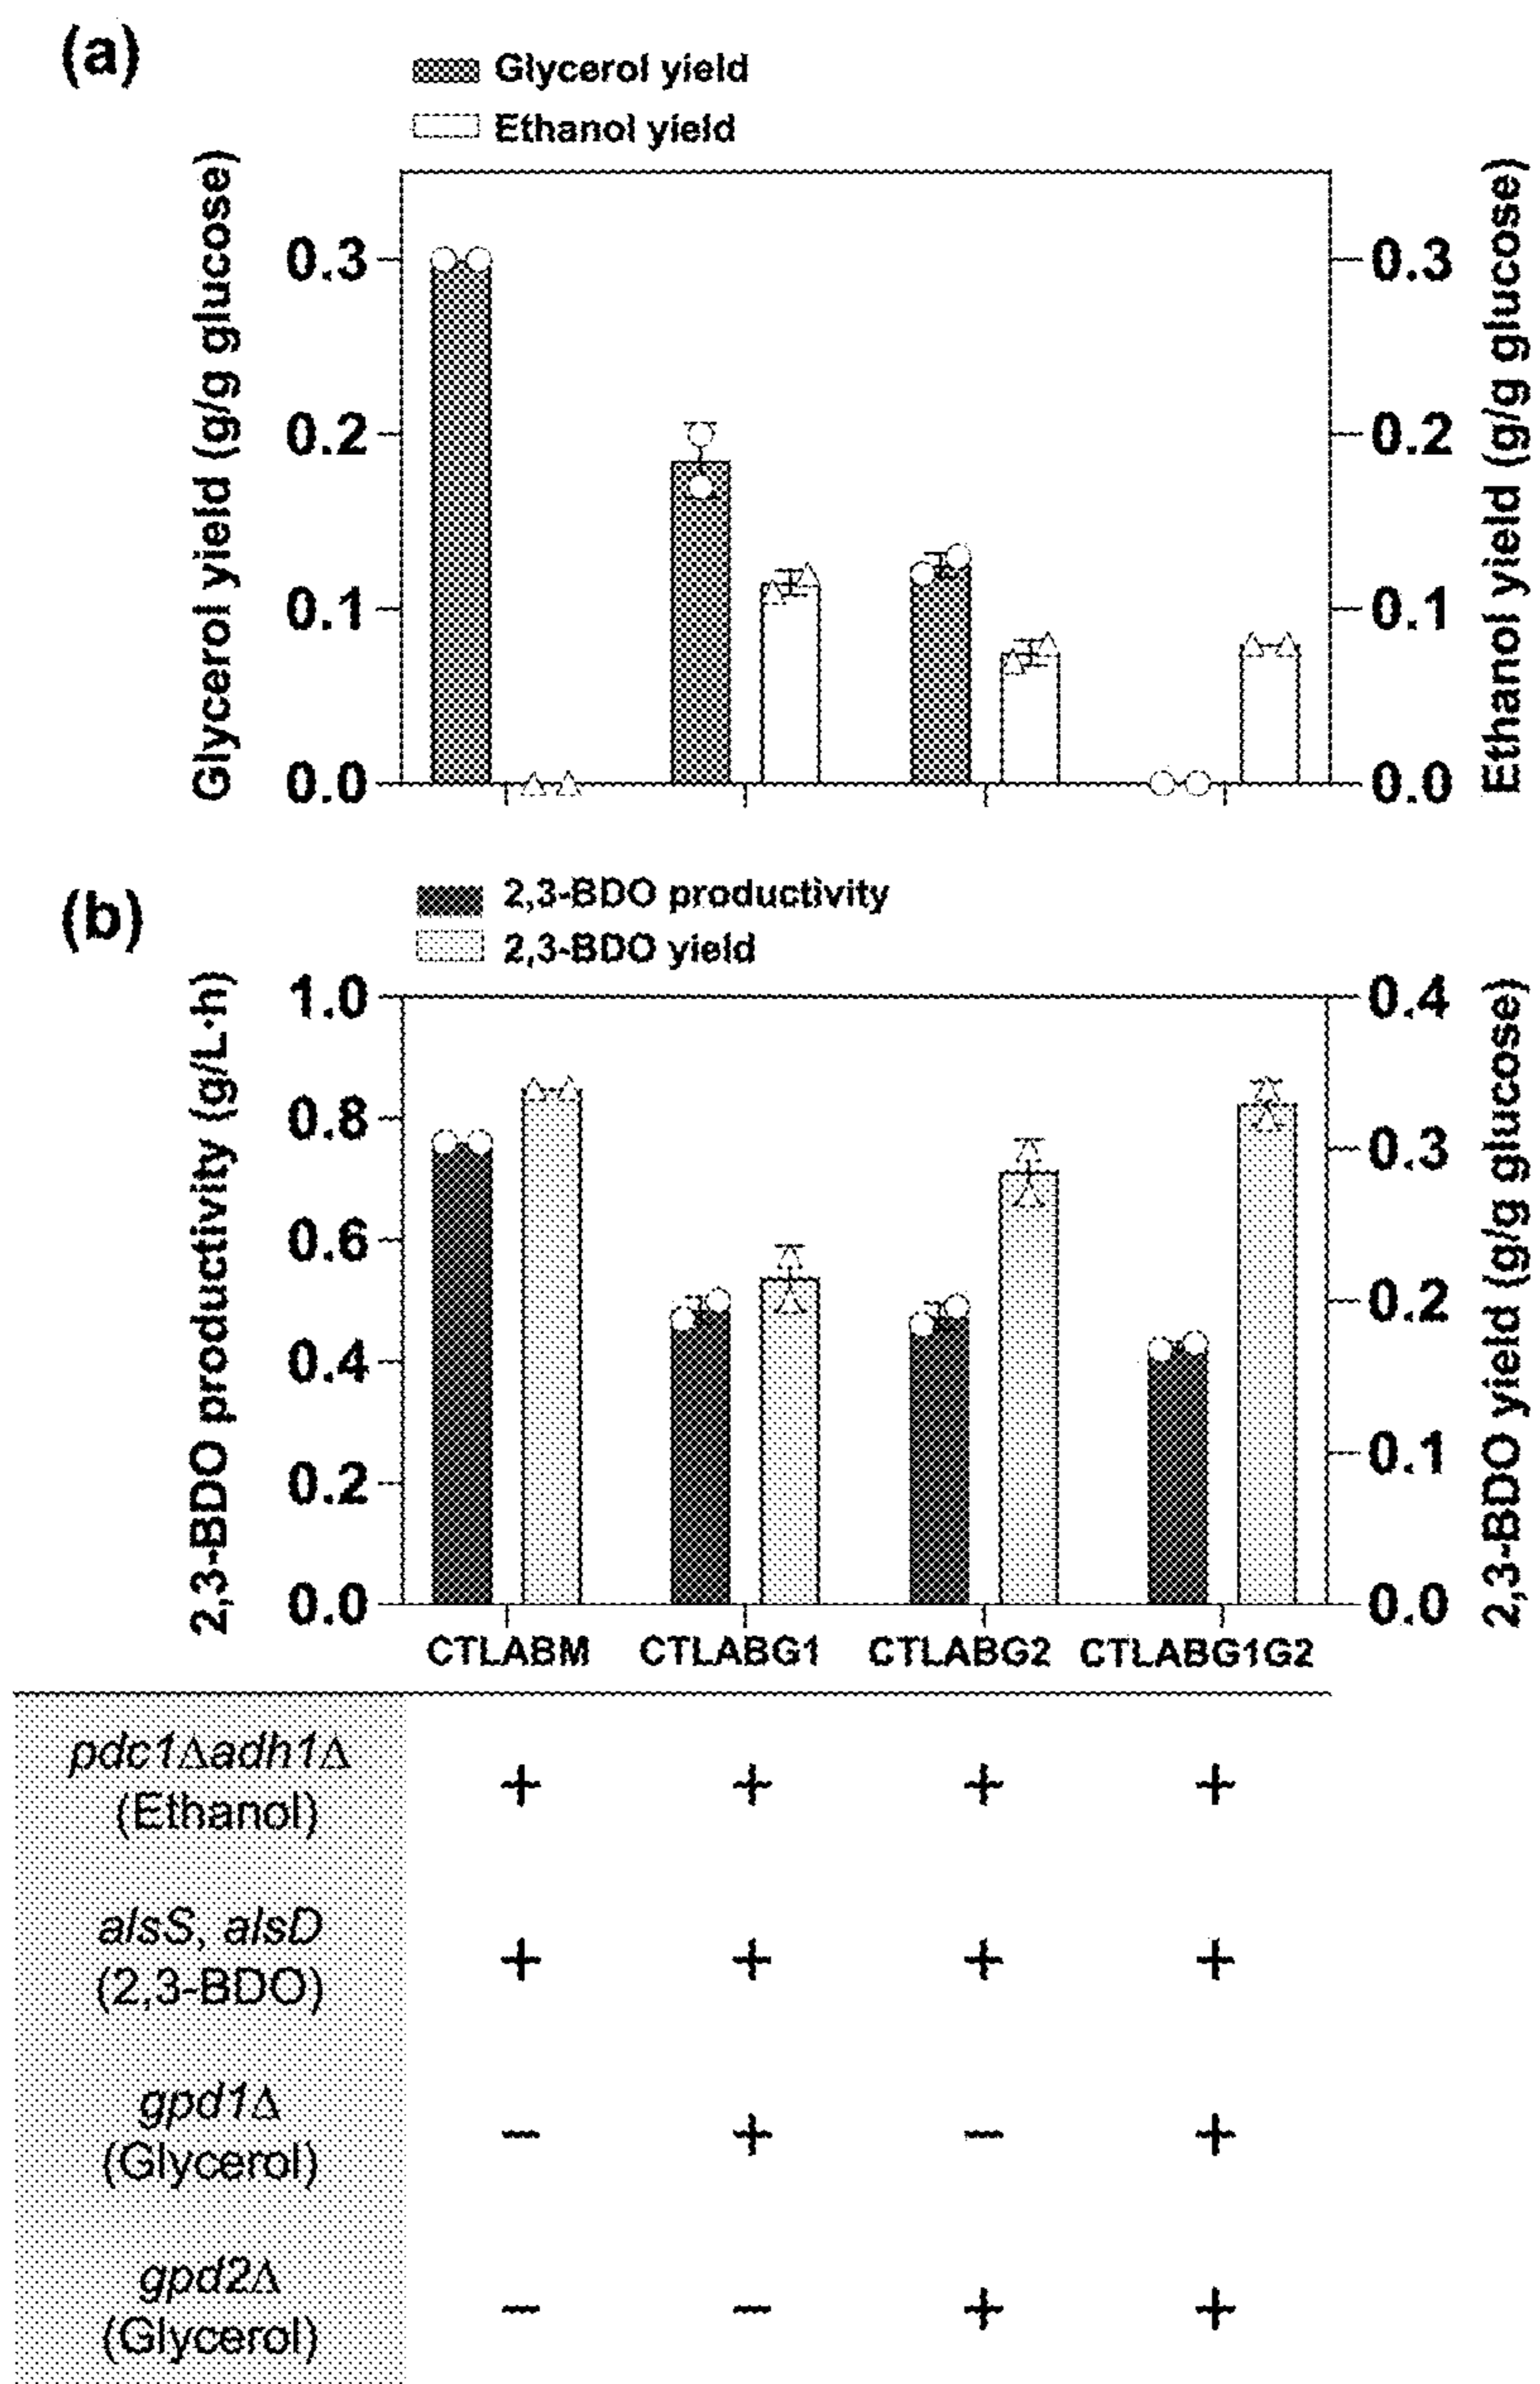 (a)
Glycerol yield
Ethanol yield
Glycerol yield (g/g glucose)
0.3
0.2
0.1
0.0
0.3
0.2
0.1
0.0
Ethanol yield (g/g glucose)
(b)
2,3-BDO productivity
2,3-BDO yield
2,3-BDO productivity (g/L·h)
1.0
0.8
0.6
0.4
0.2
0.0
0.4
0.3
0.2
0.1
0.0
2,3-BDO yield (g/g glucose)
CTLABM CTLABG1 CTLABG2 CTLABG1G2
pdc1Δadh1Δ
(Ethanol)
+ + + +
alsS, alsD
(2,3-BDO)
+ + + +
gpd1Δ
(Glycerol)
− + − +
gpd2Δ
(Glycerol)
− − + +